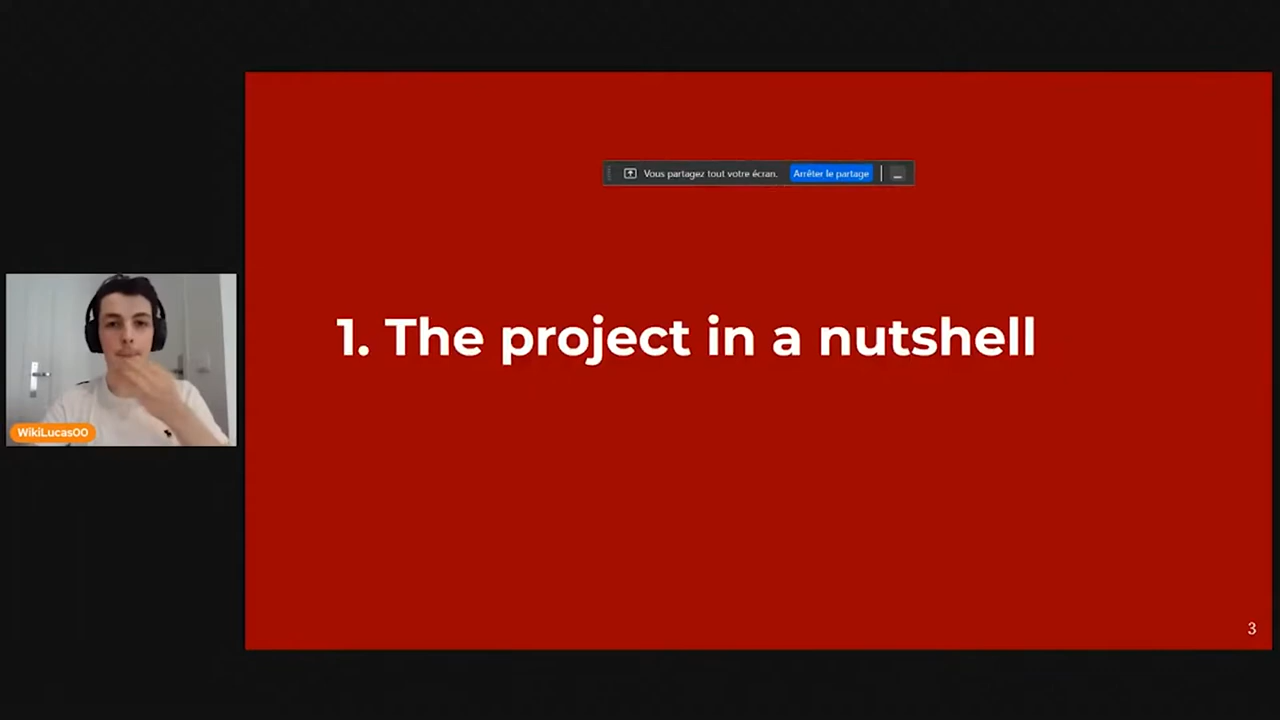 Vous partagez tout votre écran. Arrêter le partage
1. The project in a nutshell
WikiLucas00
3